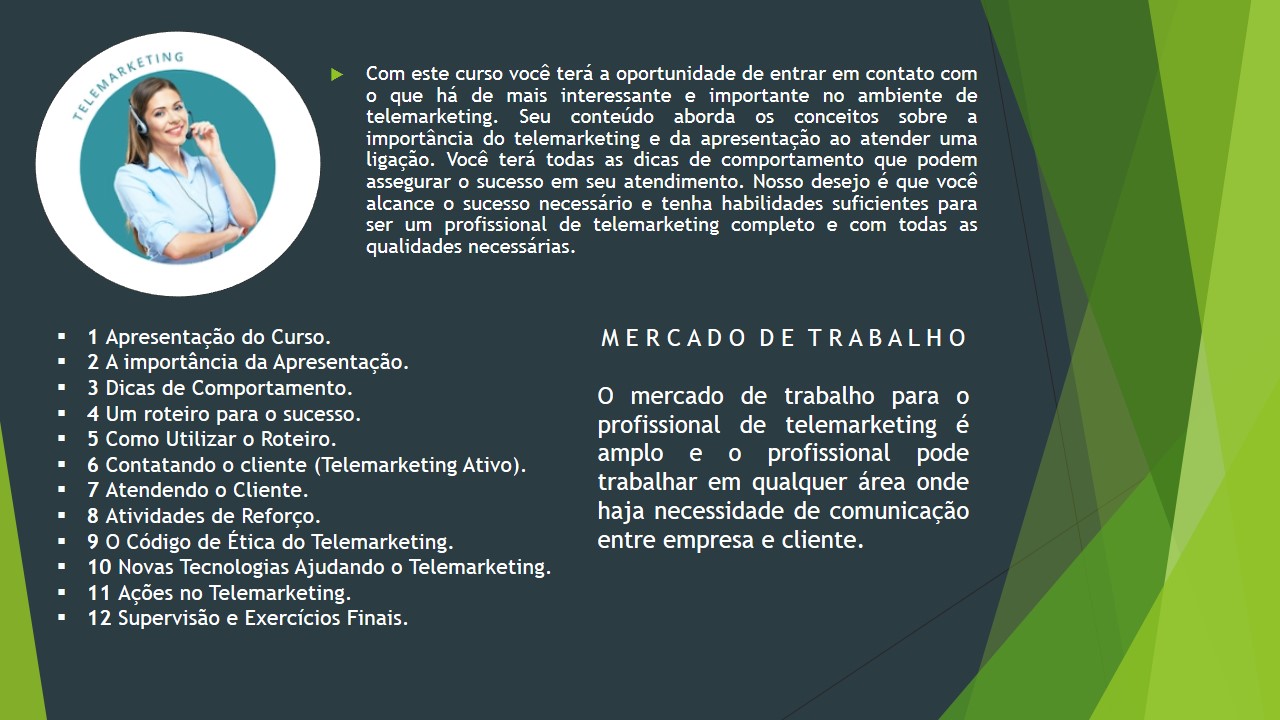 TELEMARKETING
Com este curso você terá a oportunidade de entrar em contato com
o que há de mais interessante e importante no ambiente de
telemarketing. Seu conteúdo aborda os conceitos sobre a
importância do telemarketing e da apresentação ao atender uma
ligação. Você terá todas as dicas de comportamento que podem
assegurar o sucesso em seu atendimento. Nosso desejo é que você
alcance o sucesso necessário e tenha habilidades suficientes para
ser um profissional de telemarketing completo e com todas as
qualidades necessárias.
1 Apresentação do Curso.
2 A importância da Apresentação.
3 Dicas de Comportamento.
4 Um roteiro para o sucesso.
5 Como Utilizar o Roteiro.
6 Contatando o cliente (Telemarketing Ativo).
7 Atendendo o Cliente.
8 Atividades de Reforço.
9 O Código de Ética do Telemarketing.
10 Novas Tecnologias Ajudando o Telemarketing.
11 Ações no Telemarketing.
12 Supervisão e Exercícios Finais.
MERCADO DE TRABALHO
O mercado de trabalho para o
profissional de telemarketing é
amplo e o profissional pode
trabalhar em qualquer área onde
haja necessidade de comunicação
entre empresa e cliente.